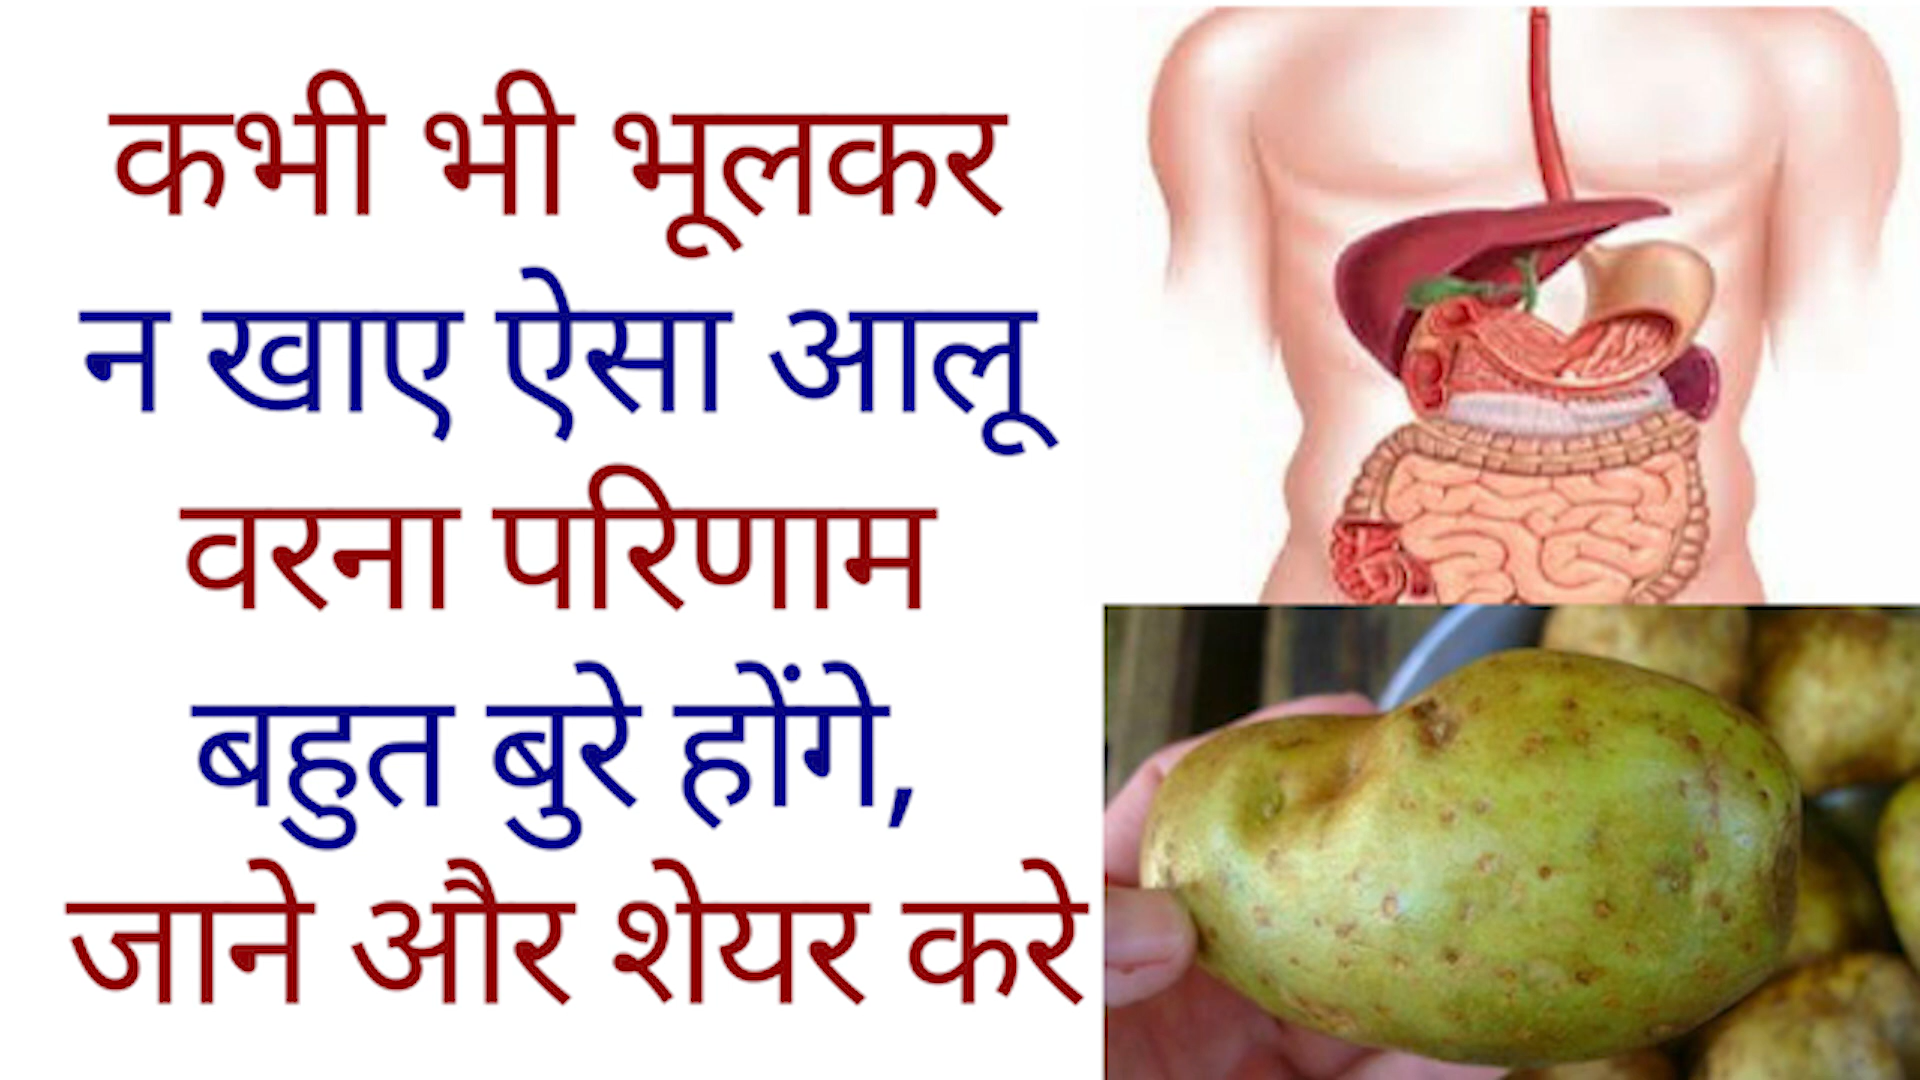 कभी भी भूलकर
न खाए ऐसा आलू
वरना परिणाम
बहुत बुरे होंगे,
जाने और शेयर करे